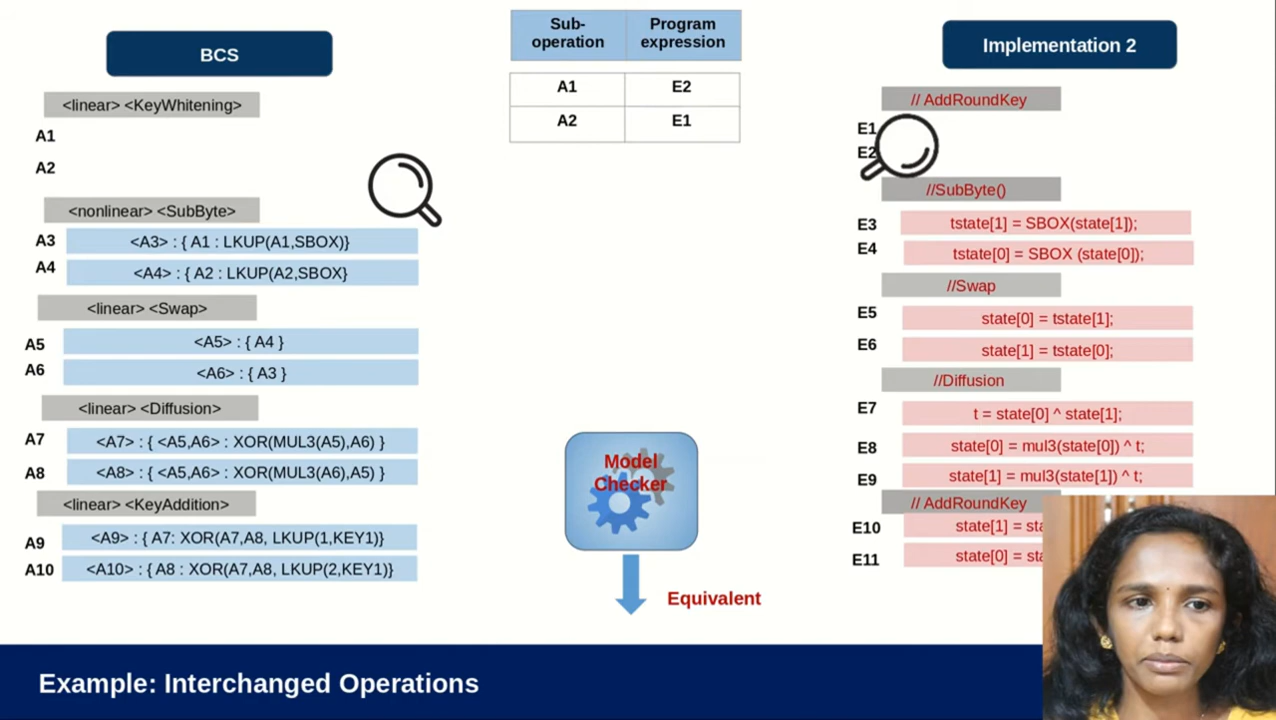 BCS
<linear> <KeyWhitening>
A1
A2
<nonlinear> <SubByte>
A3 <A3> : { A1 : LKUP(A1,SBOX)}
A4 <A4> : { A2 : LKUP(A2,SBOX}
<linear> <Swap>
A5 <A5> : { A4 }
A6 <A6> : { A3 }
<linear> <Diffusion>
A7 <A7> : { <A5,A6> : XOR(MUL3(A5),A6) }
A8 <A8> : { <A5,A6> : XOR(MUL3(A6),A5) }
<linear> <KeyAddition>
A9 <A9> : { A7: XOR(A7,A8, LKUP(1,KEY1)}
A10 <A10> : { A8 : XOR(A7,A8, LKUP(2,KEY1)}
Sub-operation Program expression
A1 E2
A2 E1
Model
Checker
Equivalent
Implementation 2
// AddRoundKey
E1
E2
//SubByte()
E3 tstate[1] = SBOX(state[1]);
E4 tstate[0] = SBOX (state[0]);
//Swap
E5 state[0] = tstate[1];
E6 state[1] = tstate[0];
//Diffusion
E7 t = state[0] ^ state[1];
E8 state[0] = mul3(state[0]) ^ t;
E9 state[1] = mul3(state[1]) ^ t;
// AddRoundKey
E10 state[1] =
E11 state[0] =
Example: Interchanged Operations